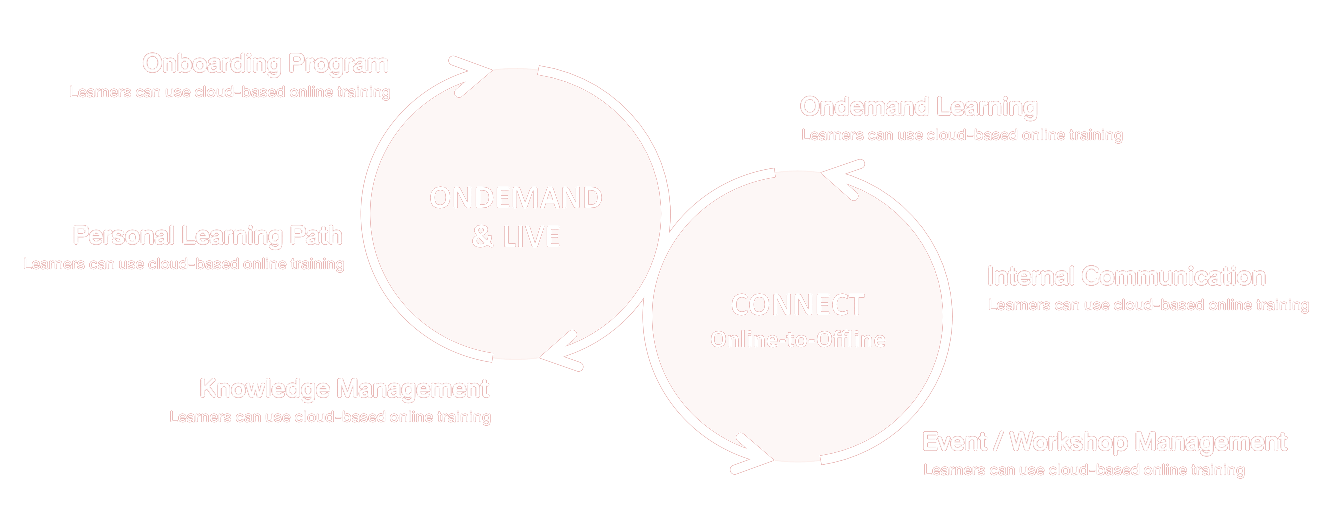 Onboarding Program
Learners can use cloud-based online training
Personal Learning Path
Learners can use cloud-based online training
Knowledge Management
Learners can use cloud-based online training
ONDEMAND
& LIVE
CONNECT
Online-to-Offline
Ondemand Learning
Learners can use cloud-based online training
Internal Communication
Learners can use cloud-based online training
Event / Workshop Management
Learners can use cloud-based online training